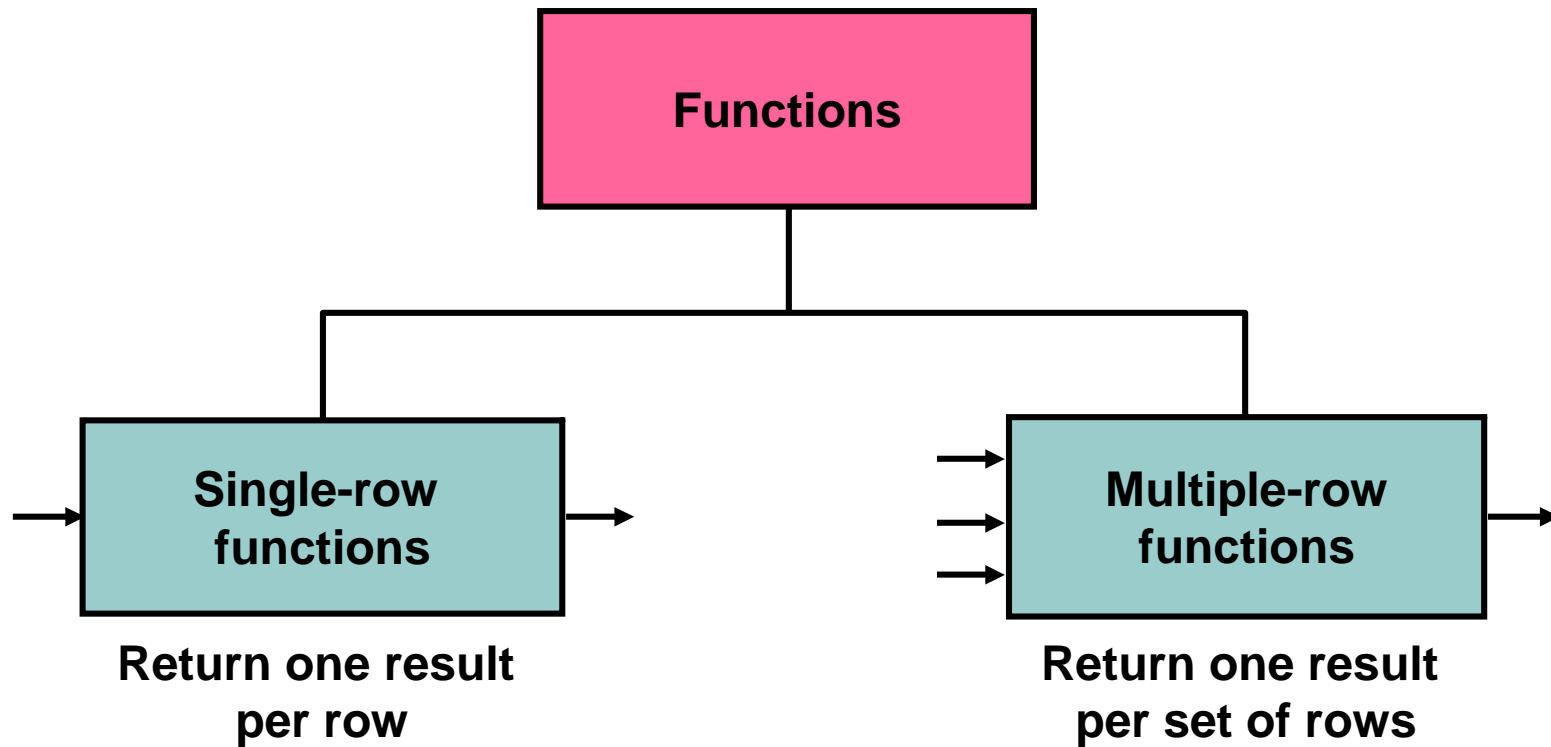 Functions
Single-row
functions
Return one result
per row
Multiple-row
functions
Return one result
per set of rows